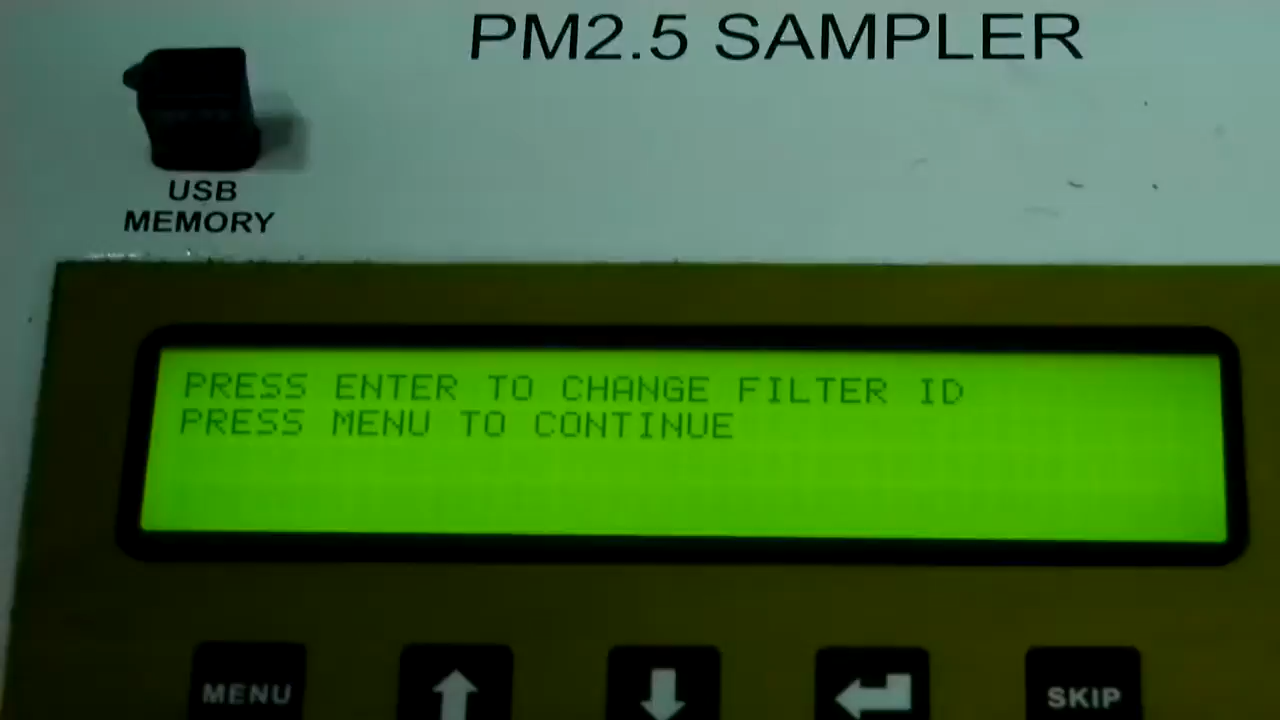 PM2.5 SAMPLER
USB
MEMORY
PRESS ENTER TO CHANGE FILTER ID
PRESS MENU TO CONTINUE
MENU
SKIP